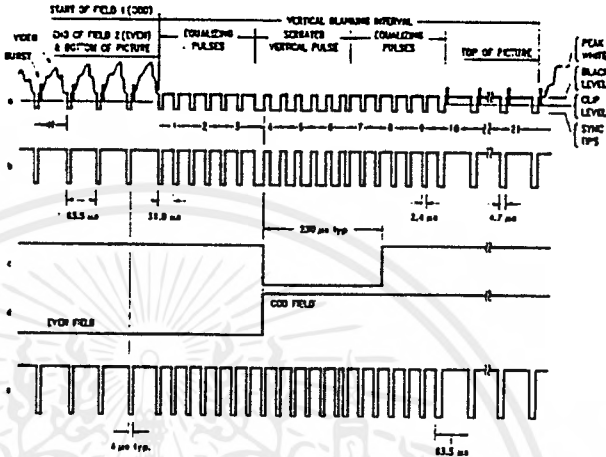 START OF FIELD 1 (ODD)
VERTICAL BLANKING INTERVAL
VIDEO
BURST
END OF FIELD 2 (EVEN)
& BOTTOM OF PICTURE
EQUALIZING
PULSES
SERRATED
VERTICAL PULSE
EQUALIZING
PULSES
TOP OF PICTURE
PEAK
WHITE
BLACK
LEVEL
CLIP
LEVEL
SYNC
TIPS
a
1 2 3 4 5 6 7 8 9 10 21
b
63.5 µs
31.8 µs
2.4 µs
4.7 µs
230 µs typ.
c
d
EVEN FIELD
ODD FIELD
4 µs typ.
63.5 µs